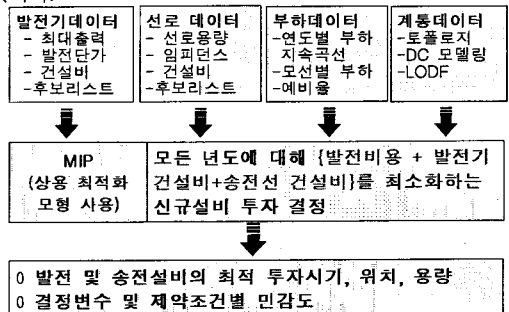 발전기데이터
- 최대출력
- 발전단가
- 건설비
-후보리스트
선로 데이터
- 선로용량
- 임피던스
- 건설비
-후보리스트
부하데이터
-연도별 부하
지속곡선
-모선별 부하
-예비율
계통데이터
-토폴로지
-DC 모델링
-LODF
MIP
(상용 최적화
모형 사용)
모든 년도에 대해 {발전비용 + 발전기
건설비+송전선 건설비}를 최소화하는
신규설비 투자 결정
o 발전 및 송전설비의 최적 투자시기, 위치, 용량
o 결정변수 및 제약조건별 민감도